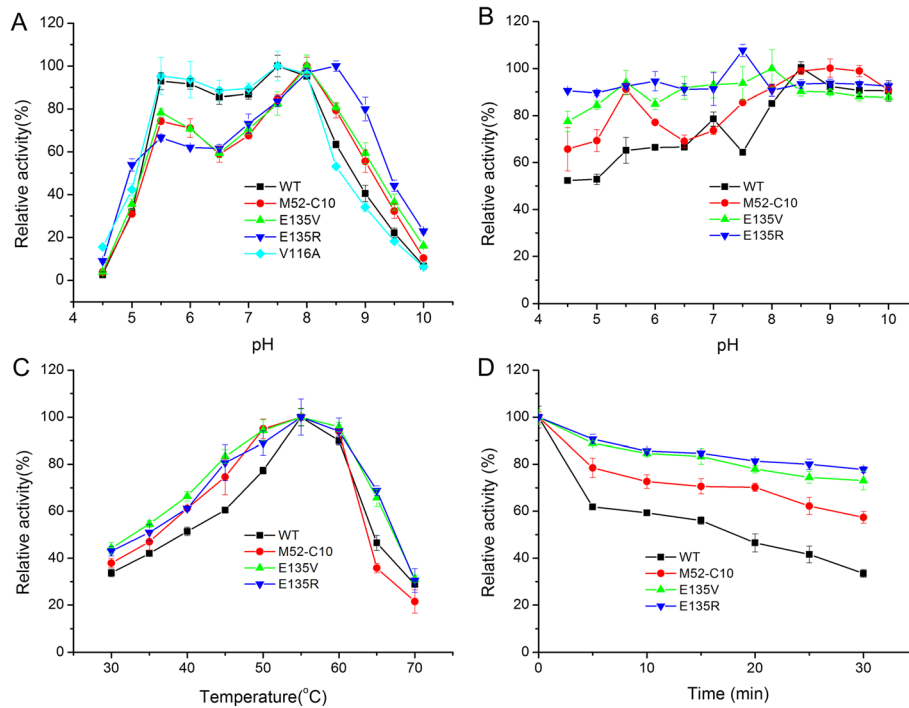 A
Relative activity(%)
120
100
80
60
40
20
0
WT
M52-C10
E135V
E135R
V116A
4 5 6 7 8 9 10
pH
B
Relative activity (%)
120
100
80
60
40
20
0
WT
M52-C10
E135V
E135R
4 5 6 7 8 9 10
pH
C
Relative activity(%)
120
100
80
60
40
20
0
WT
M52-C10
E135V
E135R
30 40 50 60 70
Temperature(°C)
D
Relative activity (%)
120
100
80
60
40
20
0
WT
M52-C10
E135V
E135R
0 10 20 30
Time (min)